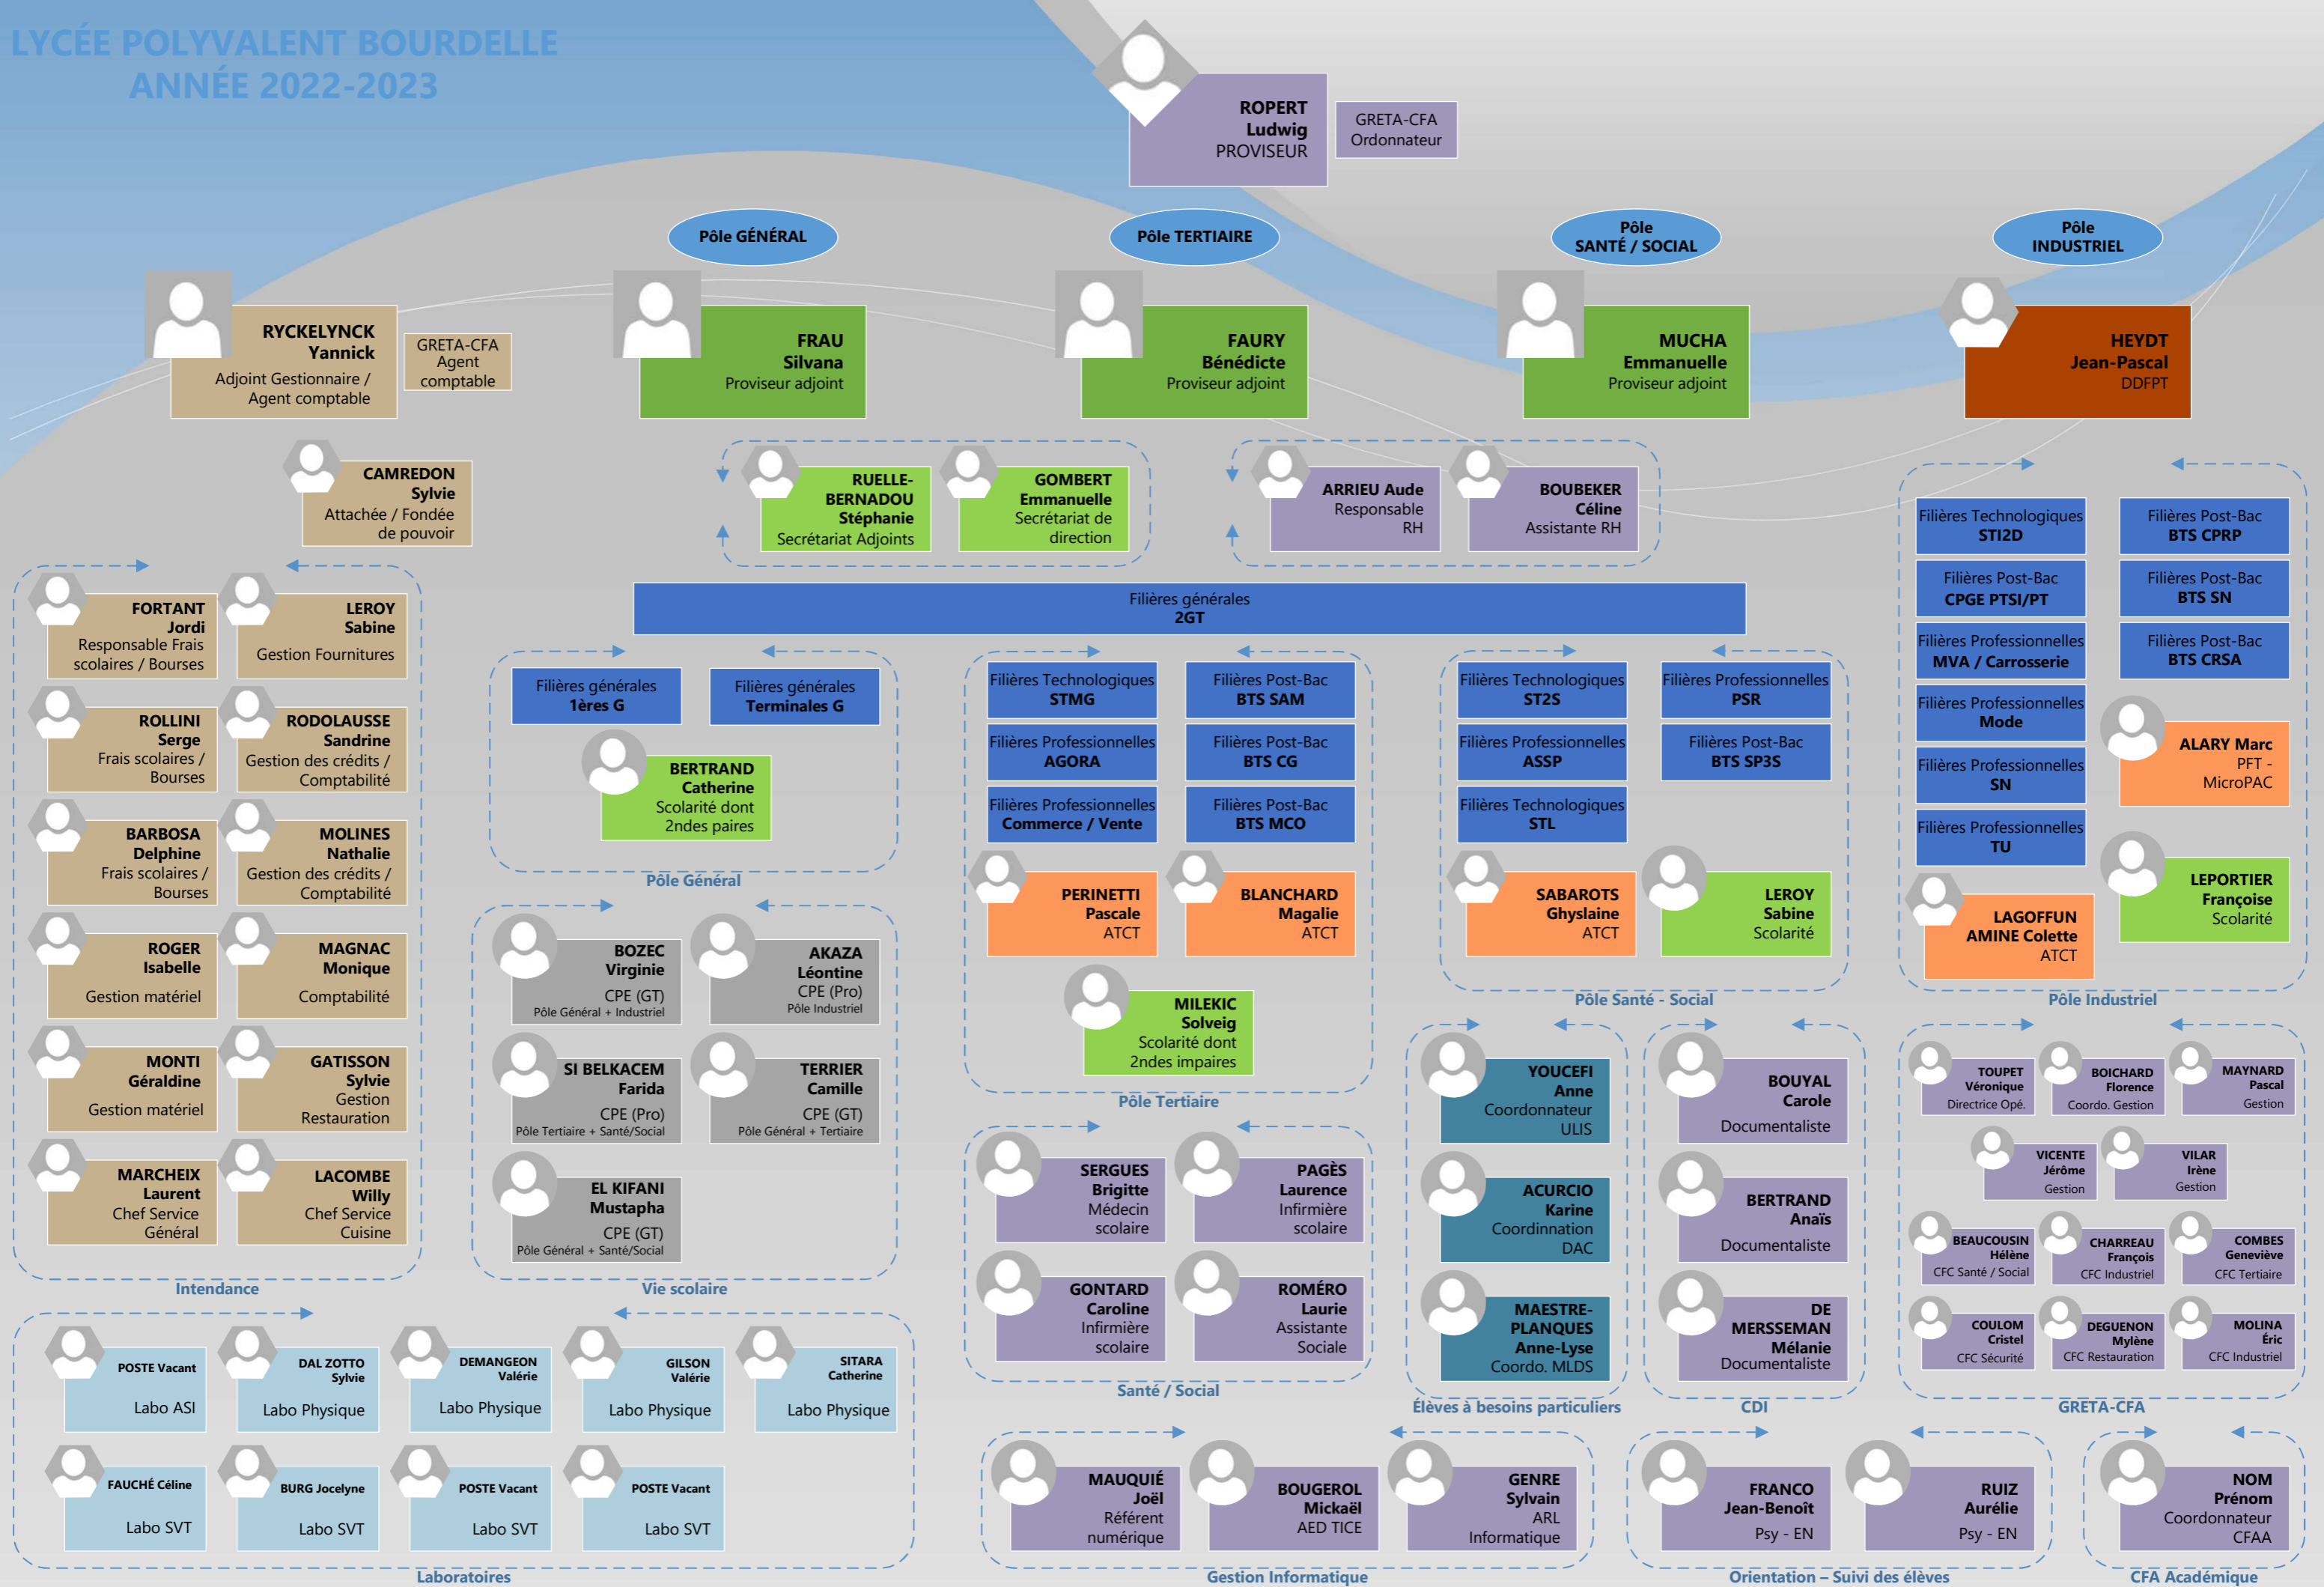 LYCÉE POLYVALENT BOURDELLE
ANNÉE 2022-2023
ROPERT
Ludwig
PROVISEUR
GRETA-CFA
Ordonnateur
Pôle GÉNÉRAL
Pôle TERTIAIRE
Pôle
SANTÉ / SOCIAL
Pôle
INDUSTRIEL
RYCKELYNCK
Yannick
Adjoint Gestionnaire /
Agent comptable
GRETA-CFA
Agent
comptable
FRAU
Silvana
Proviseur adjoint
FAURY
Bénédicte
Proviseur adjoint
MUCHA
Emmanuelle
Proviseur adjoint
HEYDT
Jean-Pascal
DDFPT
CAMREDON
Sylvie
Attachée / Fondée
de pouvoir
RUELLE-
BERNADOU
Stéphanie
Secrétariat Adjoints
GOMBERT
Emmanuelle
Secrétariat de
direction
ARRIEU Aude
Responsable
RH
BOUBEKER
Céline
Assistante RH
FORTANT
Jordi
Responsable Frais
scolaires / Bourses
LEROY
Sabine
Gestion Fournitures
ROLLINI
Serge
Frais scolaires /
Bourses
RODOLAUSSE
Sandrine
Gestion des crédits /
Comptabilité
BARBOSA
Delphine
Frais scolaires /
Bourses
MOLINES
Nathalie
Gestion des crédits /
Comptabilité
ROGER
Isabelle
Gestion matériel
MAGNAC
Monique
Comptabilité
MONTI
Géraldine
Gestion matériel
GATISSON
Sylvie
Gestion
Restauration
MARCHEIX
Laurent
Chef Service
Général
LACOMBE
Willy
Chef Service
Cuisine
Intendance
Filières générales
2GT
Filières générales
1ères G
Filières générales
Terminales G
BERTRAND
Catherine
Scolarité dont
2ndes paires
Pôle Général
BOZEC
Virginie
CPE (GT)
Pôle Général + Industriel
AKAZA
Léontine
CPE (Pro)
Pôle Industriel
SI BELKACEM
Farida
CPE (Pro)
Pôle Tertiaire + Santé/Social
TERRIER
Camille
CPE (GT)
Pôle Général + Tertiaire
EL KIFANI
Mustapha
CPE (GT)
Pôle Général + Santé/Social
Vie scolaire
Filières Technologiques
STMG
Filières Post-Bac
BTS SAM
Filières Professionnelles
AGORA
Filières Post-Bac
BTS CG
Filières Professionnelles
Commerce / Vente
Filières Post-Bac
BTS MCO
PERINETTI
Pascale
ATCT
BLANCHARD
Magalie
ATCT
MILEKIC
Solveig
Scolarité dont
2ndes impaires
Pôle Tertiaire
Filières Technologiques
ST2S
Filières Professionnelles
PSR
Filières Professionnelles
ASSP
Filières Post-Bac
BTS SP3S
Filières Technologiques
STL
SABAROTS
Ghyslaine
ATCT
LEROY
Sabine
Scolarité
Pôle Santé - Social
Filières Technologiques
STI2D
Filières Post-Bac
BTS CPRP
Filières Post-Bac
CPGE PTSI/PT
Filières Post-Bac
BTS SN
Filières Professionnelles
MVA / Carrosserie
Filières Post-Bac
BTS CRSA
Filières Professionnelles
Mode
Filières Professionnelles
SN
Filières Professionnelles
TU
ALARY Marc
PFT -
MicroPAC
LAGOFFUN
AMINE Colette
ATCT
LEPORTIER
Françoise
Scolarité
Pôle Industriel
SERGUES
Brigitte
Médecin
scolaire
PAGÈS
Laurence
Infirmière
scolaire
GONTARD
Caroline
Infirmière
scolaire
ROMÉRO
Laurie
Assistante
Sociale
Santé / Social
YOUCEFI
Anne
Coordonnateur
ULIS
ACURCIO
Karine
Coordinnation
DAC
MAESTRE-
PLANQUES
Anne-Lyse
Coordo. MLDS
Élèves à besoins particuliers
BOUYAL
Carole
Documentaliste
BERTRAND
Anaïs
Documentaliste
DE
MERSSEMAN
Mélanie
Documentaliste
CDI
TOUPET
Véronique
Directrice Opé.
BOICHARD
Florence
Coordo. Gestion
MAYNARD
Pascal
Gestion
VICENTE
Jérôme
Gestion
VILAR
Irène
Gestion
BEAUCOUSIN
Hélène
CFC Santé / Social
CHARREAU
François
CFC Industriel
COMBES
Geneviève
CFC Tertiaire
COULOM
Cristel
CFC Sécurité
DEGUENON
Mylène
CFC Restauration
MOLINA
Éric
CFC Industriel
GRETA-CFA
POSTE Vacant
Labo ASI
DAL ZOTTO
Sylvie
Labo Physique
DEMANGEON
Valérie
Labo Physique
GILSON
Valérie
Labo Physique
SITARA
Catherine
Labo Physique
FAUCHÉ Céline
Labo SVT
BURG Jocelyne
Labo SVT
POSTE Vacant
Labo SVT
POSTE Vacant
Labo SVT
Laboratoires
MAUQUIÉ
Joël
Référent
numérique
BOUGEROL
Mickaël
AED TICE
GENRE
Sylvain
ARL
Informatique
Gestion Informatique
FRANCO
Jean-Benoît
Psy - EN
RUIZ
Aurélie
Psy - EN
Orientation – Suivi des élèves
NOM
Prénom
Coordonnateur
CFAA
CFA Académique